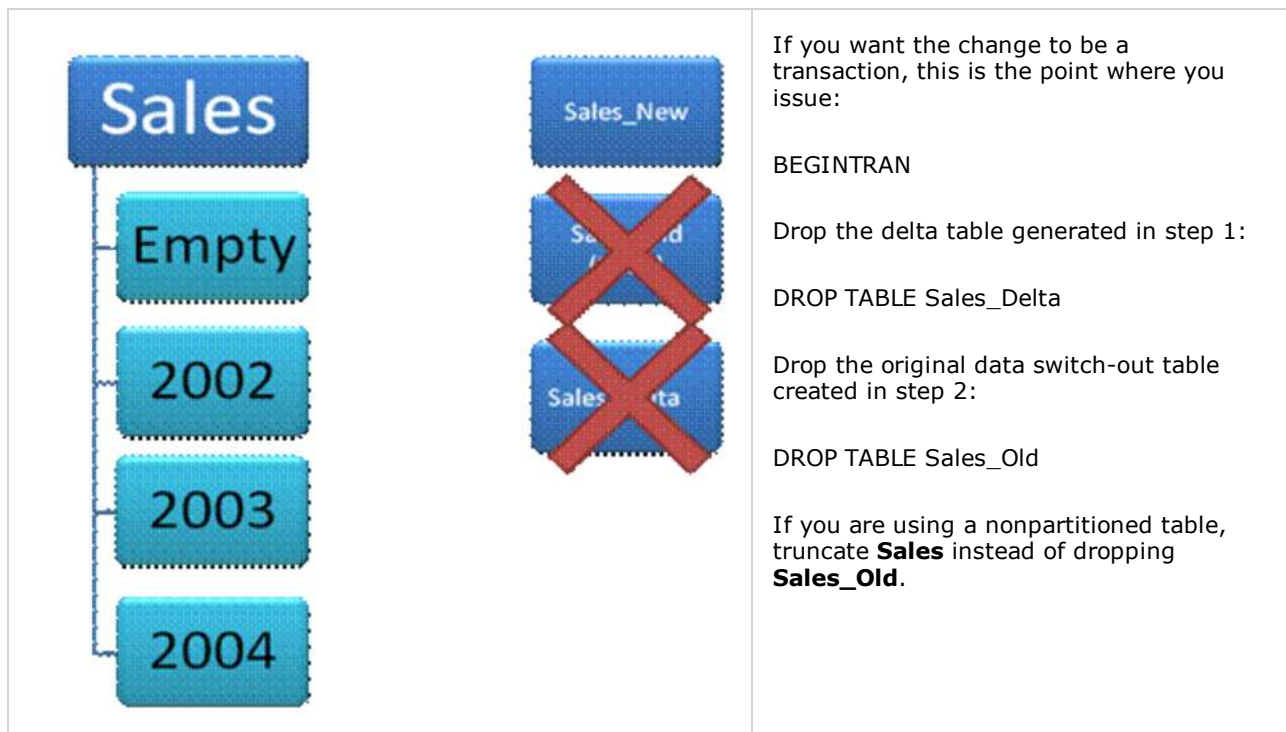 Sales
Empty
2002
2003
2004
Sales_New
If you want the change to be a
transaction, this is the point where you
issue:
BEGINTRAN
Drop the delta table generated in step 1:
DROP TABLE Sales_Delta
Drop the original data switch-out table
created in step 2:
DROP TABLE Sales_Old
If you are using a nonpartitioned table,
truncate Sales instead of dropping
Sales_Old.